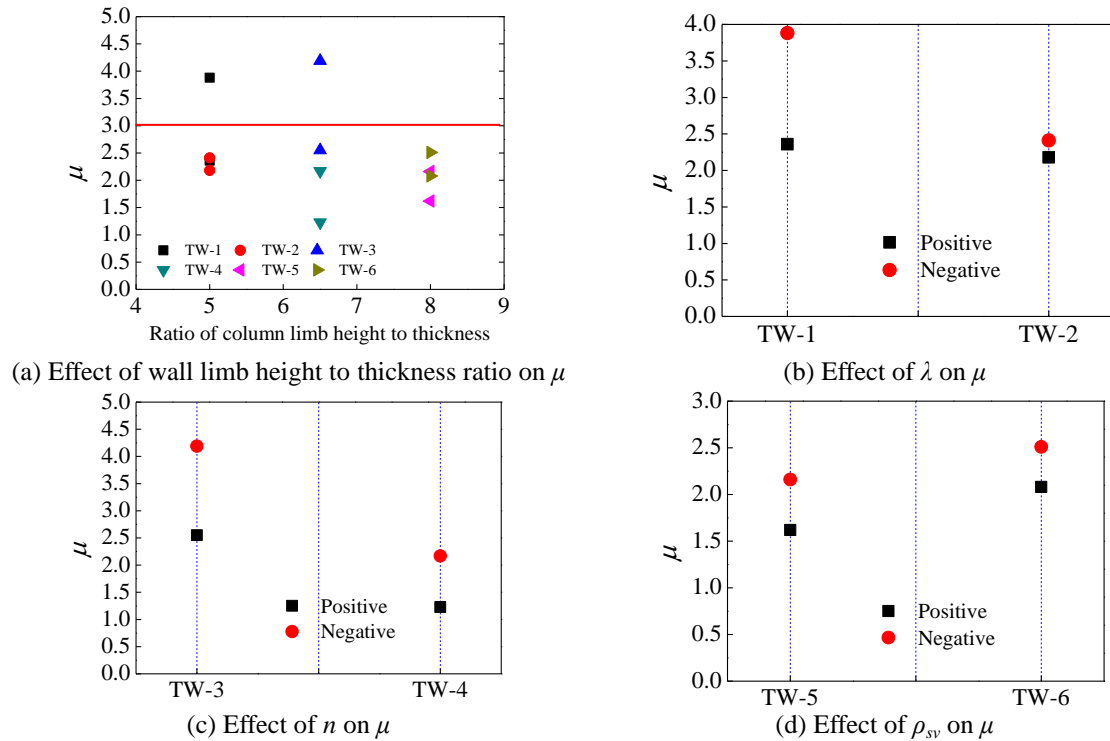 5.0
4.5
4.0
3.5
3.0
2.5
2.0
1.5
1.0
0.5
0.0
μ
TW-1 TW-2 TW-3
TW-4 TW-5 TW-6
4 5 6 7 8 9
Ratio of column limb height to thickness
(a) Effect of wall limb height to thickness ratio on μ
4.0
3.5
3.0
2.5
2.0
1.5
1.0
0.5
0.0
μ
Positive
Negative
TW-1 TW-2
(b) Effect of λ on μ
5.0
4.5
4.0
3.5
3.0
2.5
2.0
1.5
1.0
0.5
0.0
μ
Positive
Negative
TW-3 TW-4
(c) Effect of n on μ
3.0
2.5
2.0
1.5
1.0
0.5
0.0
μ
Positive
Negative
TW-5 TW-6
(d) Effect of ρsv on μ